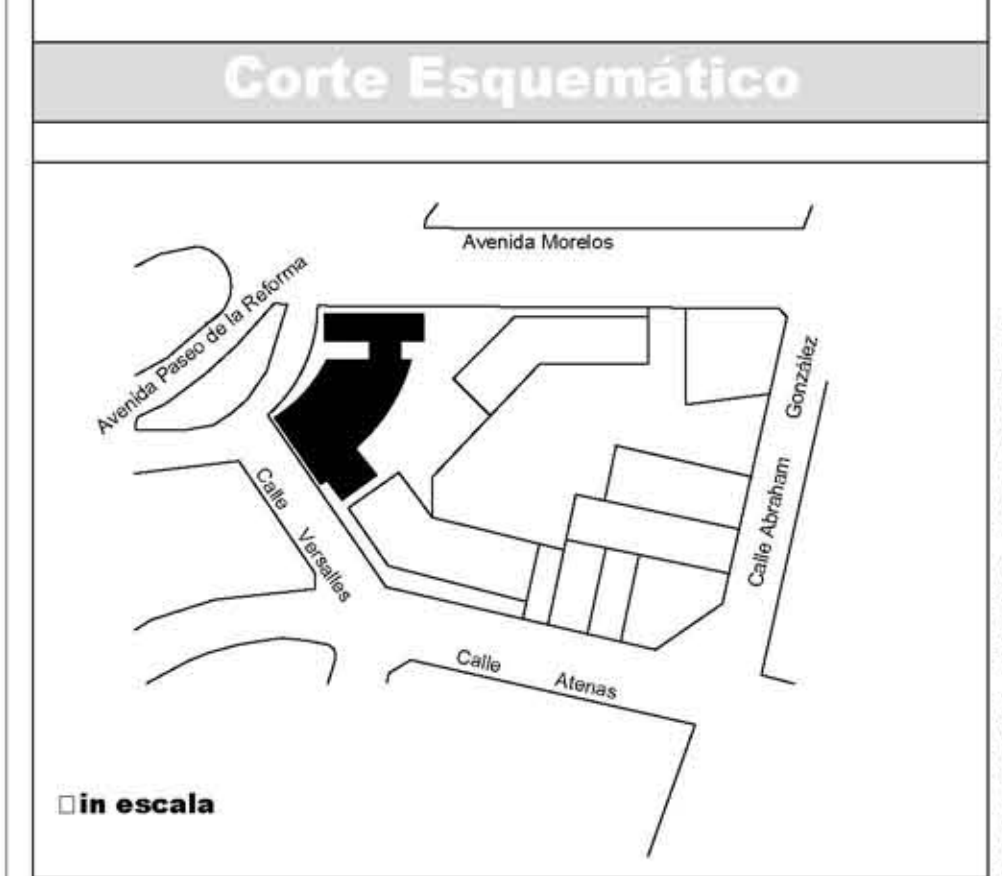 Corte Esquemático
Avenida Morelos
Avenida Paseo de la Reforma
Calle Abraham González
Calle Versalles
Calle Atenas
□in escala